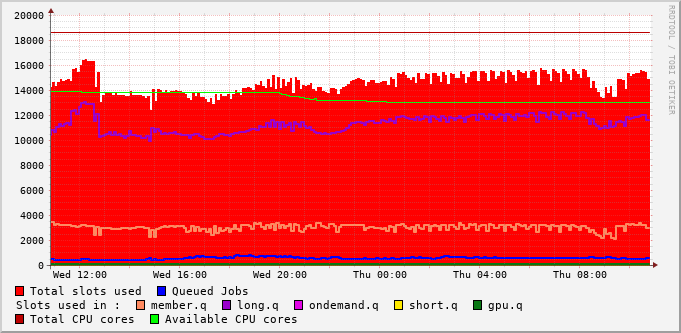 20000
18000
16000
14000
12000
10000
8000
6000
4000
2000
0
Wed 12:00 Wed 16:00 Wed 20:00 Thu 00:00 Thu 04:00 Thu 08:00
RRDTOOL / TOBI OETIKER
Total slots used Queued Jobs
Slots used in : member.q long.q ondemand.q short.q gpu.q
Total CPU cores Available CPU cores